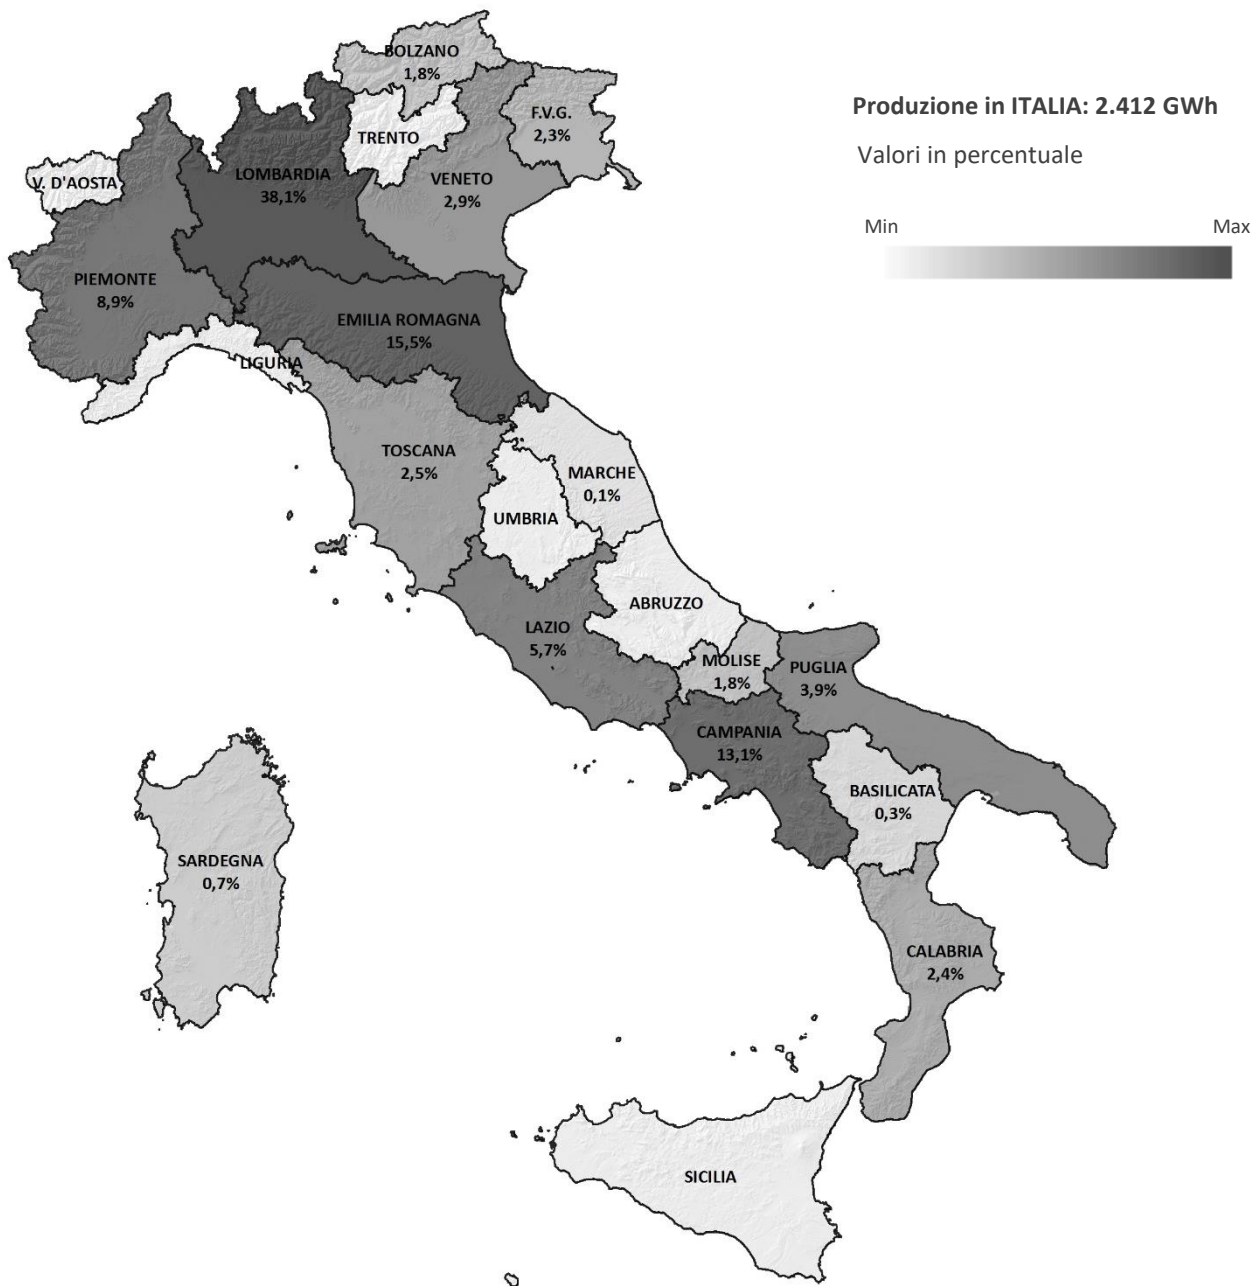 Produzione in ITALIA: 2.412 GWh
Valori in percentuale
Min
Max
BOLZANO
1,8%
TRENTO
F.V.G.
2,3%
V. D'AOSTA
LOMBARDIA
38,1%
VENETO
2,9%
PIEMONTE
8,9%
EMILIA ROMAGNA
15,5%
LIGURIA
TOSCANA
2,5%
MARCHE
0,1%
UMBRIA
ABRUZZO
LAZIO
5,7%
MOLISE
1,8%
PUGLIA
3,9%
CAMPANIA
13,1%
BASILICATA
0,3%
SARDEGNA
0,7%
CALABRIA
2,4%
SICILIA